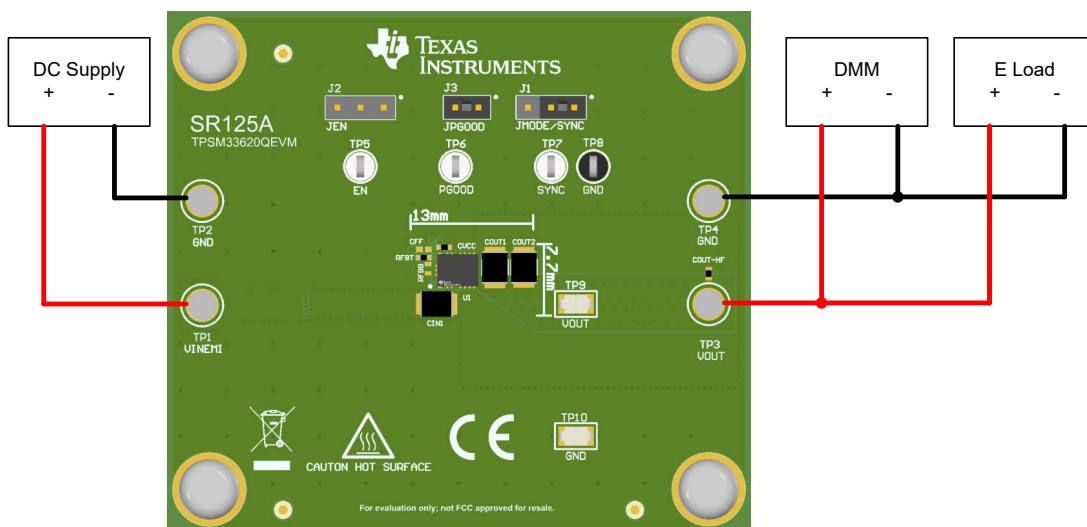 DC Supply
+ -
TEXAS
INSTRUMENTS
DMM
+ -
E Load
+ -
J2
JEN
J3
JPGOOD
J1
JMODE/SYNC
SR125A
TPSM33620QEVM
TP5
EN
TP6
PGOOD
TP7
SYNC
TP8
GND
TP2
GND
TP4
GND
13mm
7.7mm
CFF
CVCC
COUT1
COUT2
RFBT
RFBB
U1
CIN1
COUT-HF
TP9
VOUT
TP1
VINEMI
TP3
VOUT
TP10
GND
CAUTON HOT SURFACE
CE
For evaluation only; not FCC approved for resale.